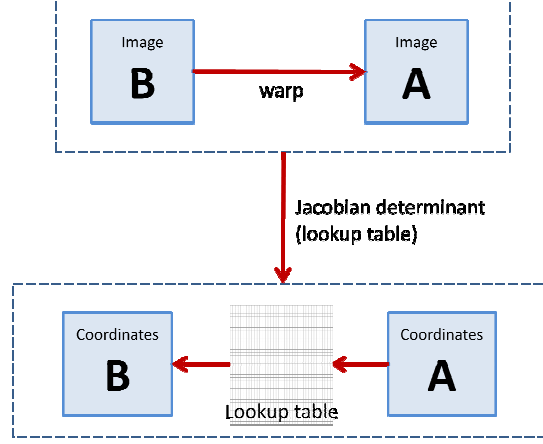 Image
B
Image
A
warp
Jacobian determinant
(lookup table)
Coordinates
B
Lookup table
Coordinates
A